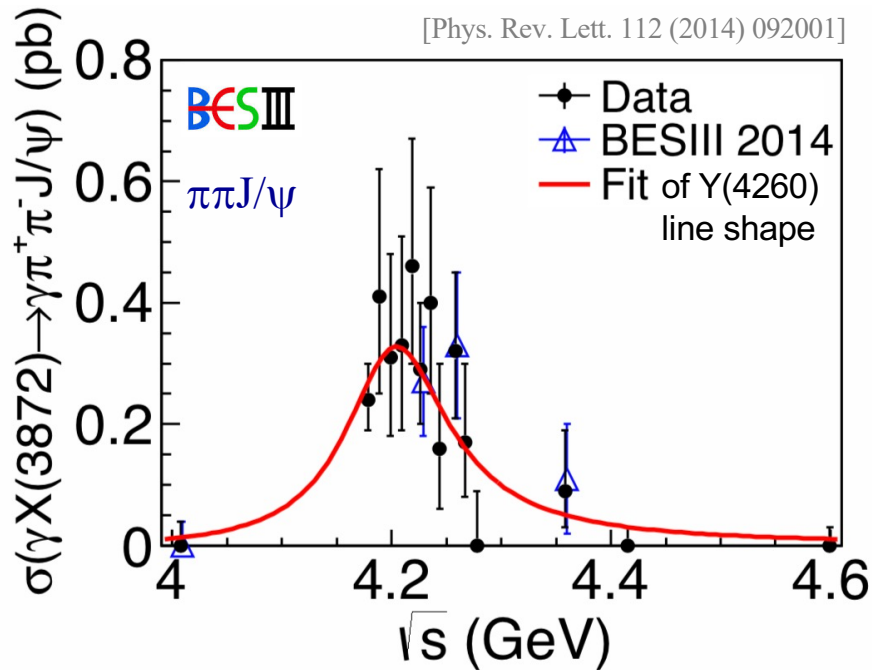 [Phys. Rev. Lett. 112 (2014) 092001]
σ(γX(3872)→γπ⁺π⁻J/ψ) (pb)
0.8
0.6
0.4
0.2
0
BESIII
ππJ/ψ
Data
BESIII 2014
Fit of Y(4260)
line shape
4 4.2 4.4 4.6
√s (GeV)